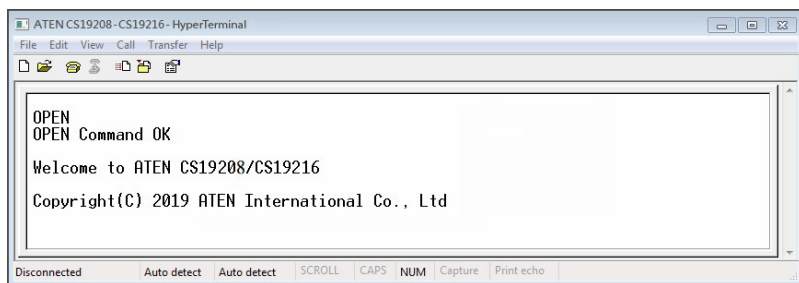 ATEN CS19208-CS19216- HyperTerminal
File Edit View Call Transfer Help
OPEN
OPEN Command OK
Welcome to ATEN CS19208/CS19216
Copyright(C) 2019 ATEN International Co., Ltd
Disconnected Auto detect Auto detect SCROLL CAPS NUM Capture Print echo